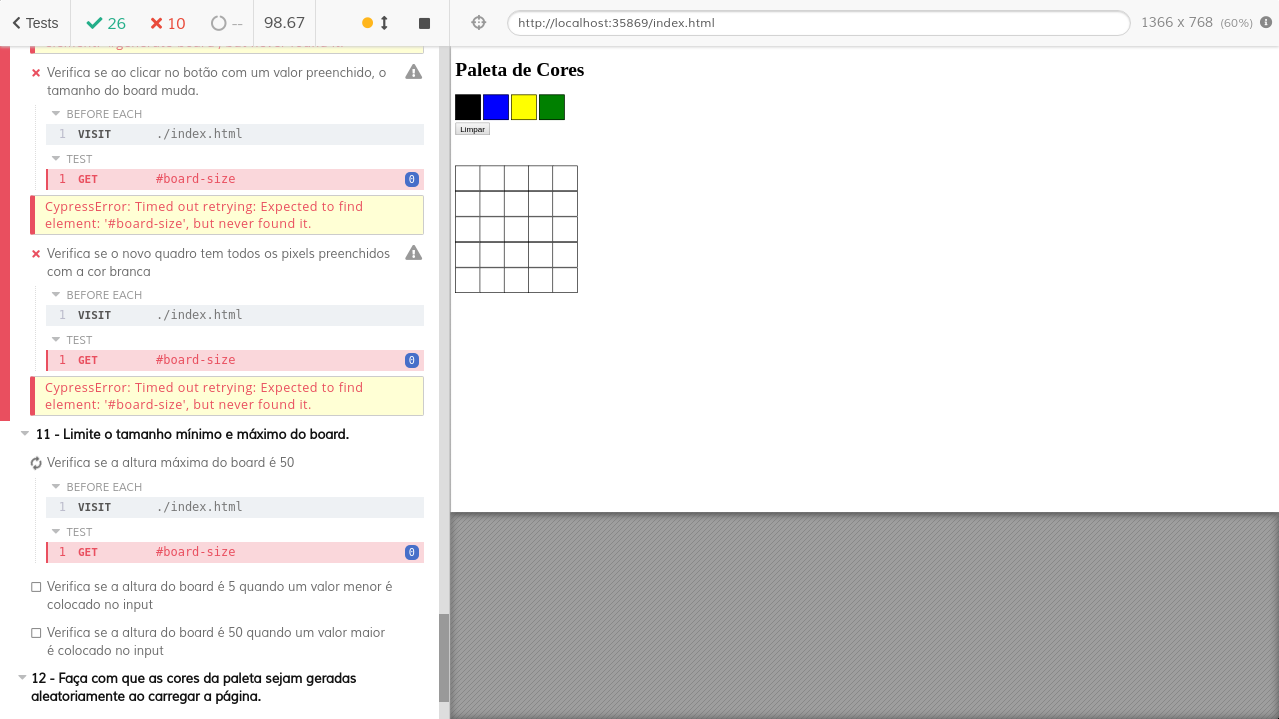 Tests
26
10
--
98.67
http://localhost:35869/index.html
1366 x 768 (60%)
element: '#generate-board', but never found it.
Verifica se ao clicar no botão com um valor preenchido, o
tamanho do board muda.
BEFORE EACH
1 VISIT ./index.html
TEST
1 GET #board-size 0
CypressError: Timed out retrying: Expected to find
element: '#board-size', but never found it.
Verifica se o novo quadro tem todos os pixels preenchidos
com a cor branca
BEFORE EACH
1 VISIT ./index.html
TEST
1 GET #board-size 0
CypressError: Timed out retrying: Expected to find
element: '#board-size', but never found it.
11 - Limite o tamanho mínimo e máximo do board.
Verifica se a altura máxima do board é 50
BEFORE EACH
1 VISIT ./index.html
TEST
1 GET #board-size 0
Verifica se a altura do board é 5 quando um valor menor é
colocado no input
Verifica se a altura do board é 50 quando um valor maior
é colocado no input
12 - Faça com que as cores da paleta sejam geradas
aleatoriamente ao carregar a página.
Paleta de Cores
Limpar